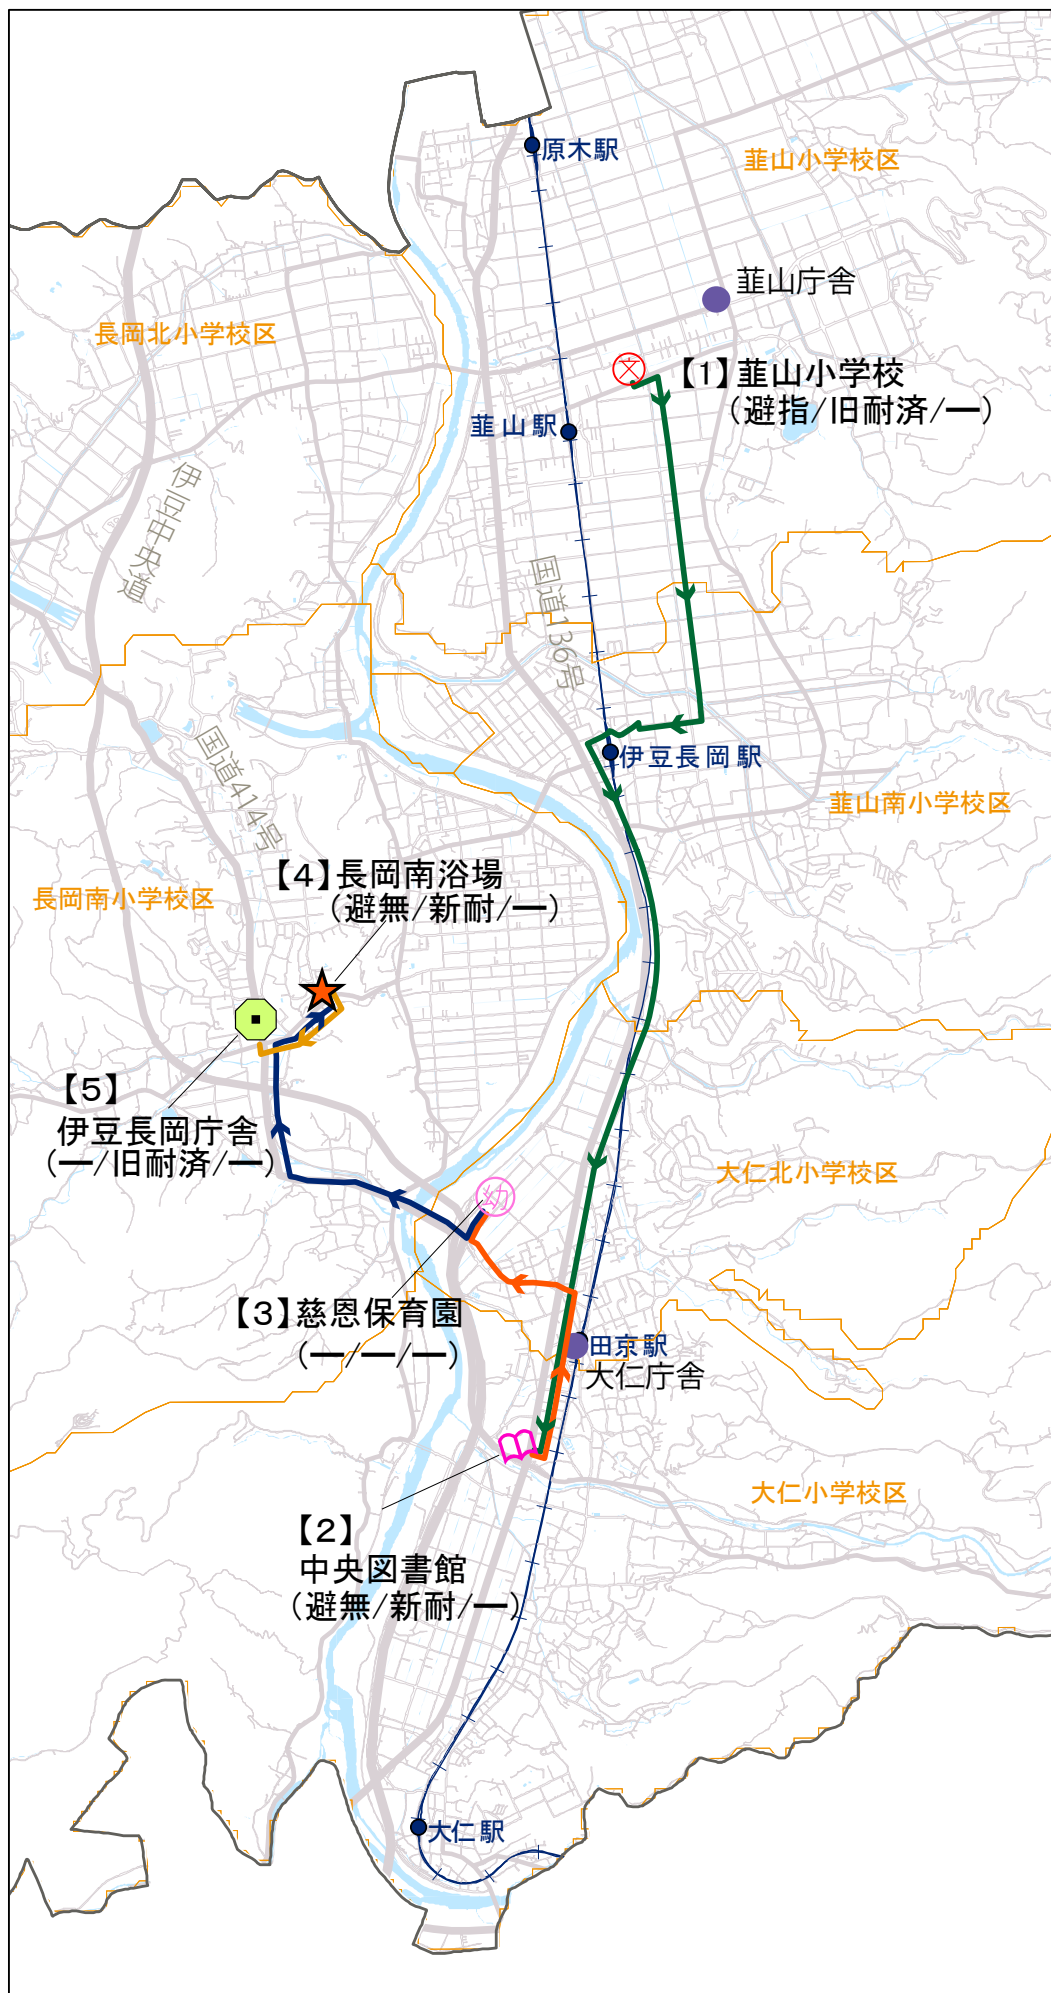 原木駅
韮山小学校区
韮山庁舎
長岡北小学校区
【1】韮山小学校
(避指/旧耐済/―)
文
韮山駅
伊豆中央道
国道136号
伊豆長岡駅
国道414号
韮山南小学校区
【4】長岡南浴場
(避無/新耐/―)
長岡南小学校区
【5】
伊豆長岡庁舎
(―/旧耐済/―)
大仁北小学校区
幼
【3】慈恩保育園
(―/―/―)
田京駅
大仁庁舎
大仁小学校区
【2】
中央図書館
(避無/新耐/―)
大仁駅